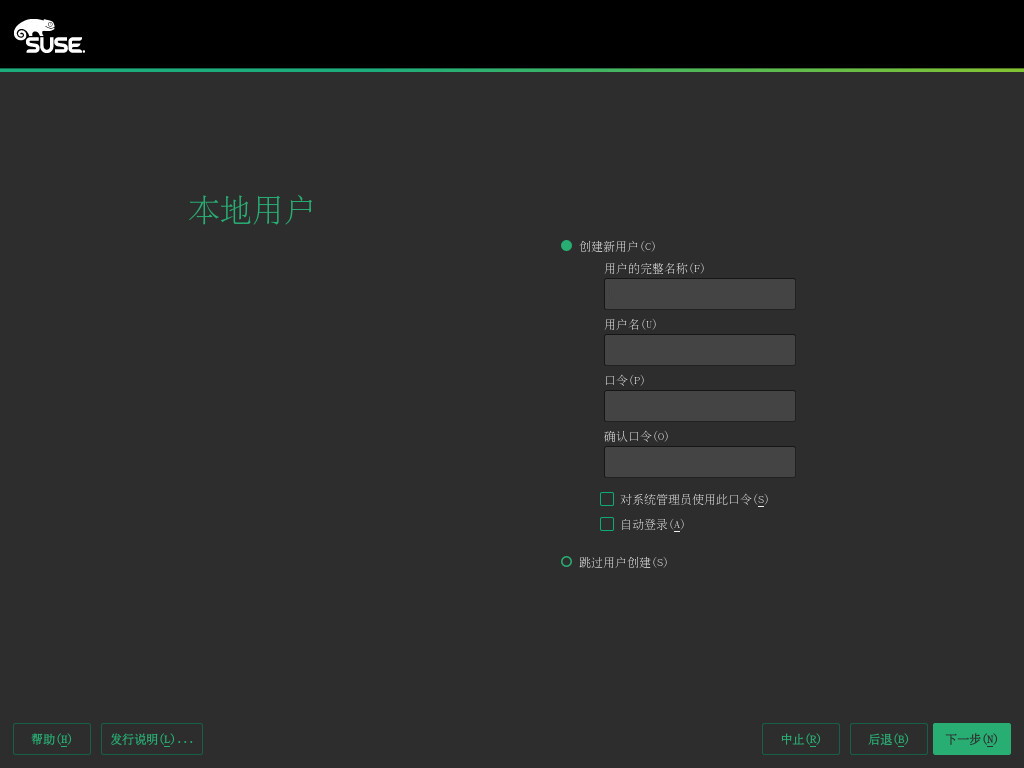 SUSE
本地用户
创建新用户(C)
用户的完整名称(F)
用户名(U)
口令(P)
确认口令(O)
对系统管理员使用此口令(S)
自动登录(A)
跳过用户创建(S)
帮助(H) 发行说明(L)... 中止(R) 后退(B) 下一步(N)